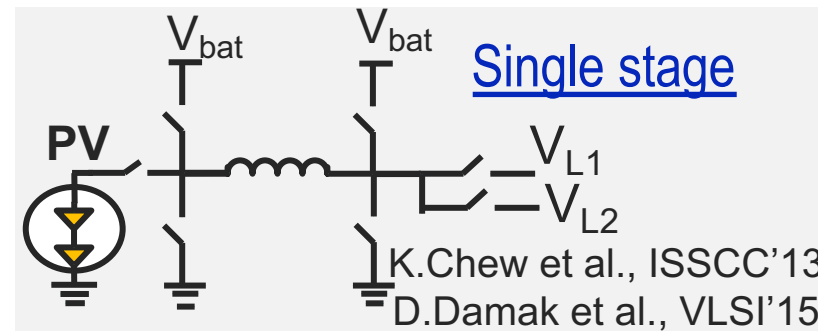 V_bat V_bat
Single stage
PV
V_L1
V_L2
K.Chew et al., ISSCC'13
D.Damak et al., VLSI'15